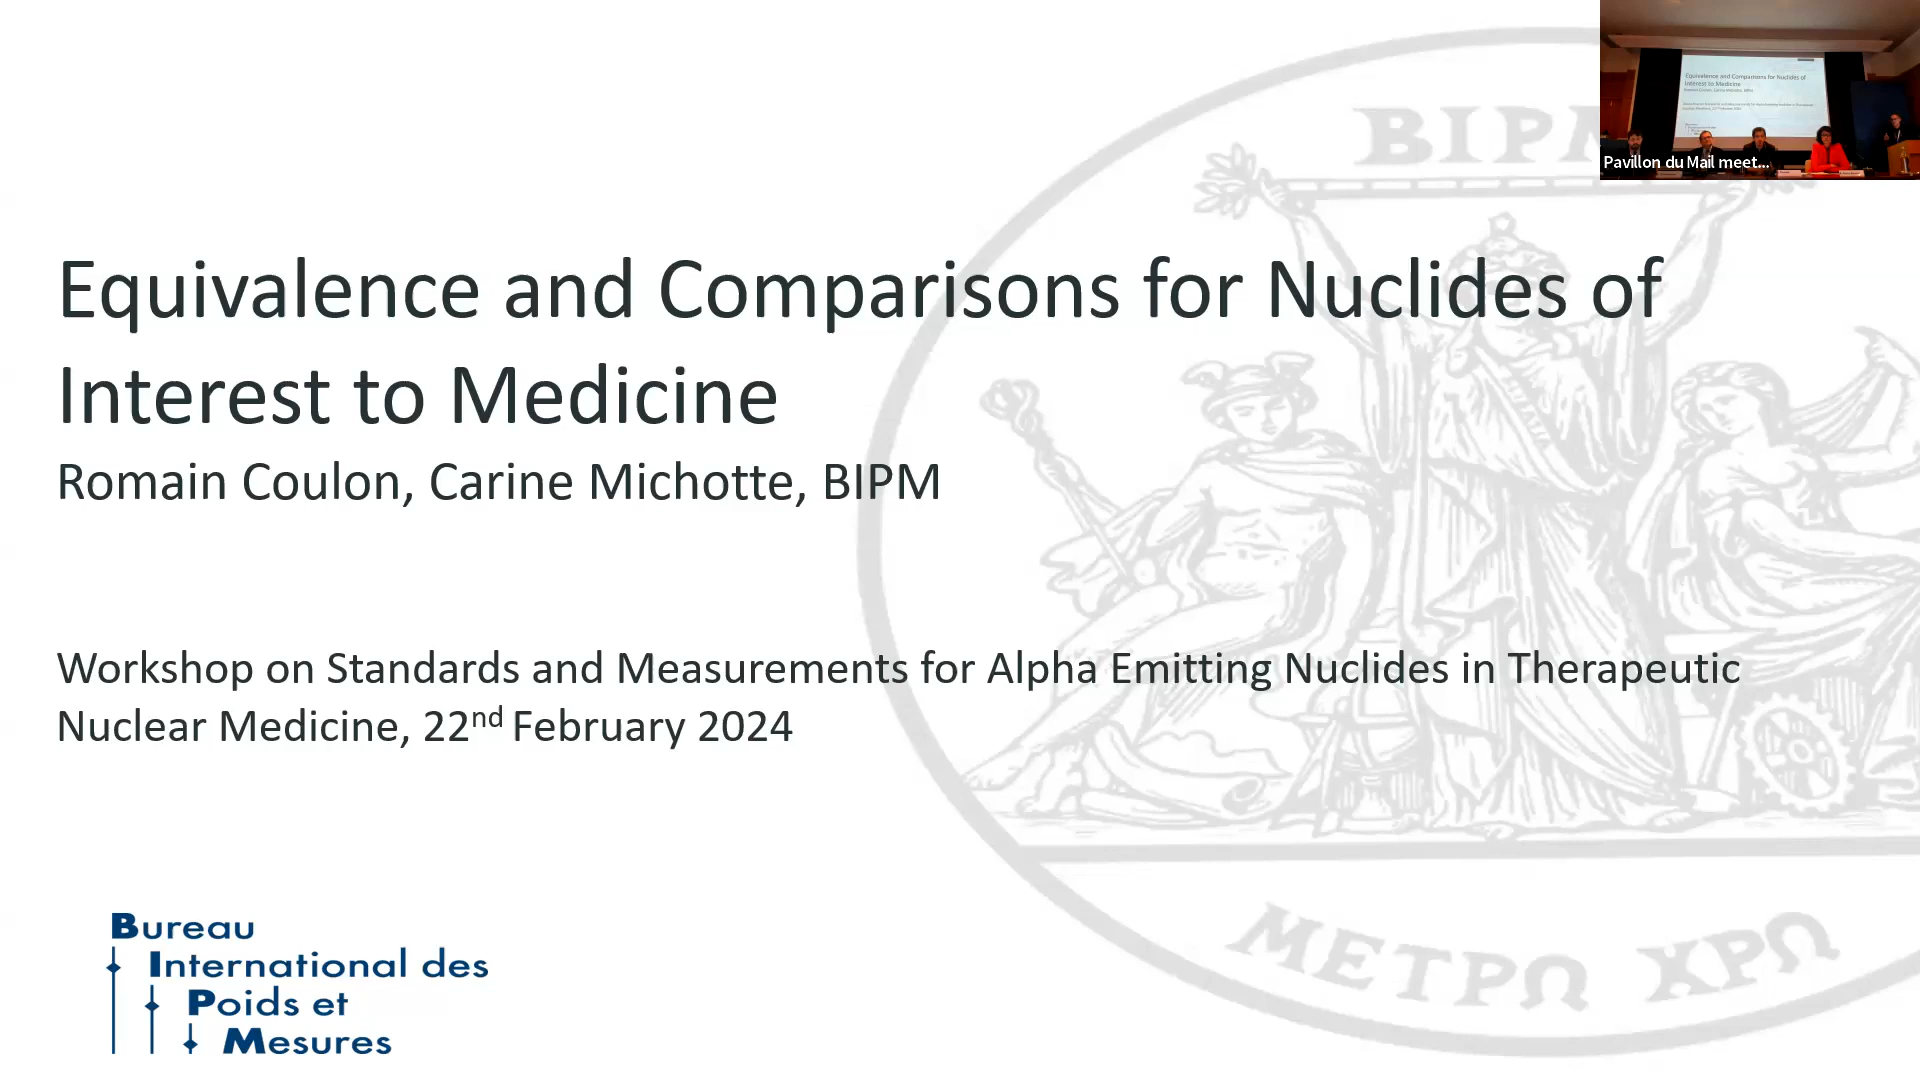 BIPM
Pavillon du Mail meet...
Equivalence and Comparisons for Nuclides of
Interest to Medicine
Romain Coulon, Carine Michotte, BIPM
Workshop on Standards and Measurements for Alpha Emitting Nuclides in Therapeutic
Nuclear Medicine, 22nd February 2024
Bureau
International des
Poids et
Mesures
ΜΕΤΡΩ ΧΡΩ